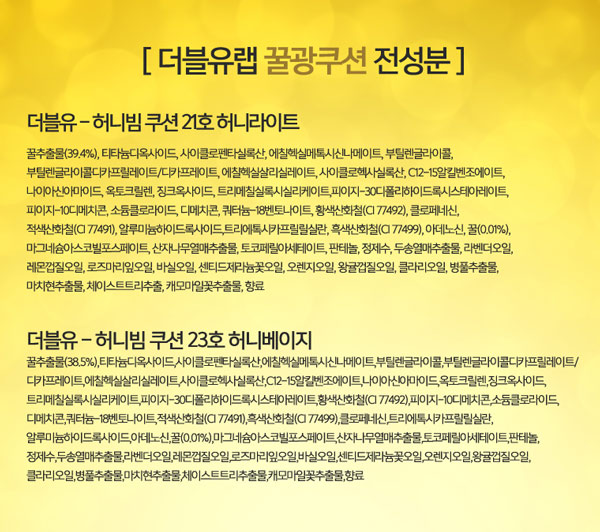 [ 더블유랩 꿀광쿠션 전성분 ]
더블유 – 허니빔 쿠션 21호 허니라이트
꿀추출물(39.4%), 티타늄디옥사이드, 사이클로펜타실록산, 에칠헥실메톡시신나메이트, 부틸렌글라이콜,
부틸렌글라이콜디카프릴레이트/디카프레이트, 에칠헥실살리실레이트, 사이클로헥사실록산, C12-15알킬벤조에이트,
나이아신아마이드, 옥토크릴렌, 징크옥사이드, 트리메칠실록시실리케이트,피이지-30디폴리하이드록시스테아레이트,
피이지-10디메치콘, 소듐클로라이드, 디메치콘, 쿼터늄-18벤토나이트, 황색산화철(CI 77492), 클로페네신,
적색산화철(CI 77491), 알루미늄하이드록사이드,트리에톡시카프릴릴실란, 흑색산화철(CI 77499), 아데노신, 꿀(0.01%),
마그네슘아스코빌포스페이트, 산자나무열매추출물, 토코페릴아세테이트, 판테놀, 정제수, 두송열매추출물, 라벤더오일,
레몬껍질오일, 로즈마리잎오일, 바실오일, 센티드제라늄꽃오일, 오렌지오일, 왕귤껍질오일, 클라리오일, 병풀추출물,
마치현추출물, 체이스트트리추출, 캐모마일꽃추출물, 향료
더블유 – 허니빔 쿠션 23호 허니베이지
꿀추출물(38.5%),티타늄디옥사이드,사이클로펜타실록산,에칠헥실메톡시신나메이트,부틸렌글라이콜,부틸렌글라이콜디카프릴레이트/
디카프레이트,에칠헥실살리실레이트,사이클로헥사실록산,C12-15알킬벤조에이트,나이아신아마이드,옥토크릴렌,징크옥사이드,
트리메칠실록시실리케이트,피이지-30디폴리하이드록시스테아레이트,황색산화철(CI 77492),피이지-10디메치콘,소듐클로라이드,
디메치콘,쿼터늄-18벤토나이트,적색산화철(CI 77491),흑색산화철(CI 77499),클로페네신,트리에톡시카프릴릴실란,
알루미늄하이드록사이드,아데노신,꿀(0.01%),마그네슘아스코빌포스페이트,산자나무열매추출물,토코페릴아세테이트,판테놀,
정제수,두송열매추출물,라벤더오일,레몬껍질오일,로즈마리잎오일,바실오일,센티드제라늄꽃오일,오렌지오일,왕귤껍질오일,
클라리오일,병풀추출물,마치현추출물,체이스트트리추출물,캐모마일꽃추출물,향료